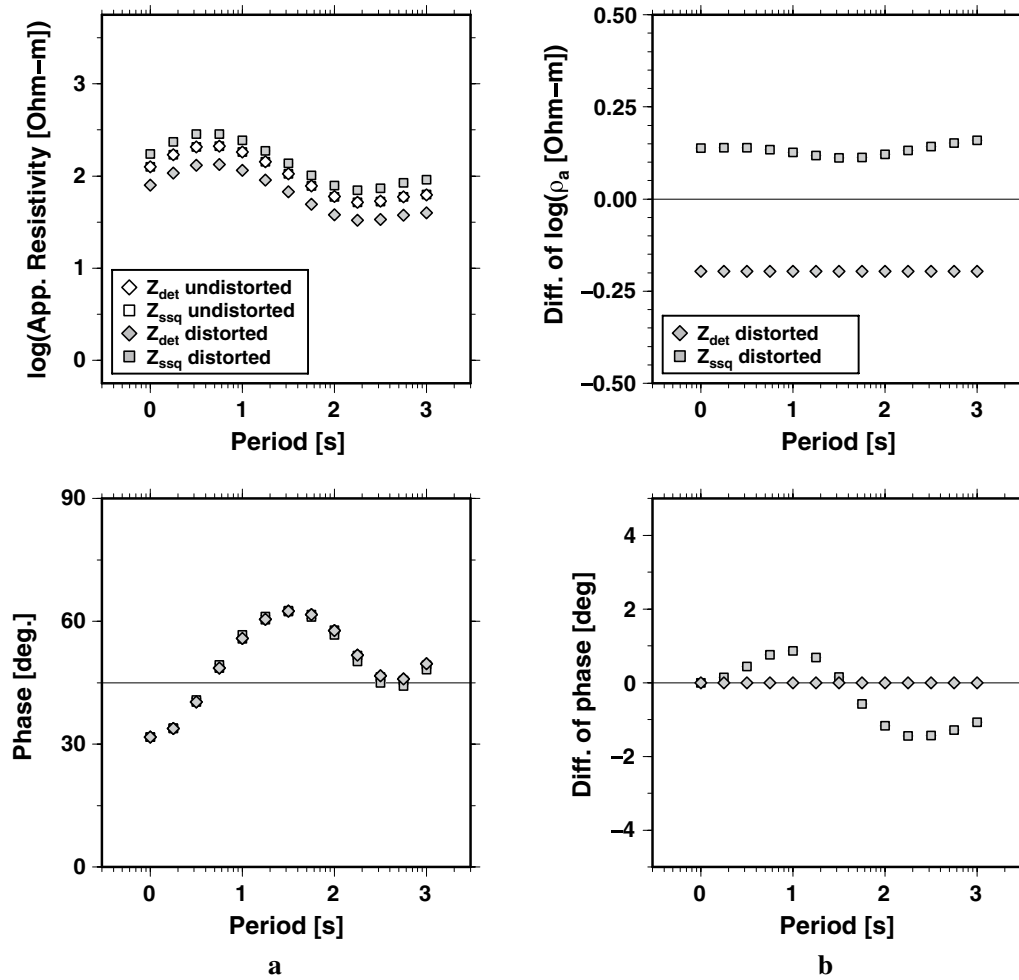 log(App. Resistivity [Ohm−m])
3
2
1
0
Z_det undistorted
Z_ssq undistorted
Z_det distorted
Z_ssq distorted
0 1 2 3
Period [s]
Diff. of log(ρ_a [Ohm−m])
0.50
0.25
0.00
−0.25
−0.50
Z_det distorted
Z_ssq distorted
0 1 2 3
Period [s]
Phase [deg.]
90
60
30
0
0 1 2 3
Period [s]
a
Diff. of phase [deg]
4
2
0
−2
−4
0 1 2 3
Period [s]
b